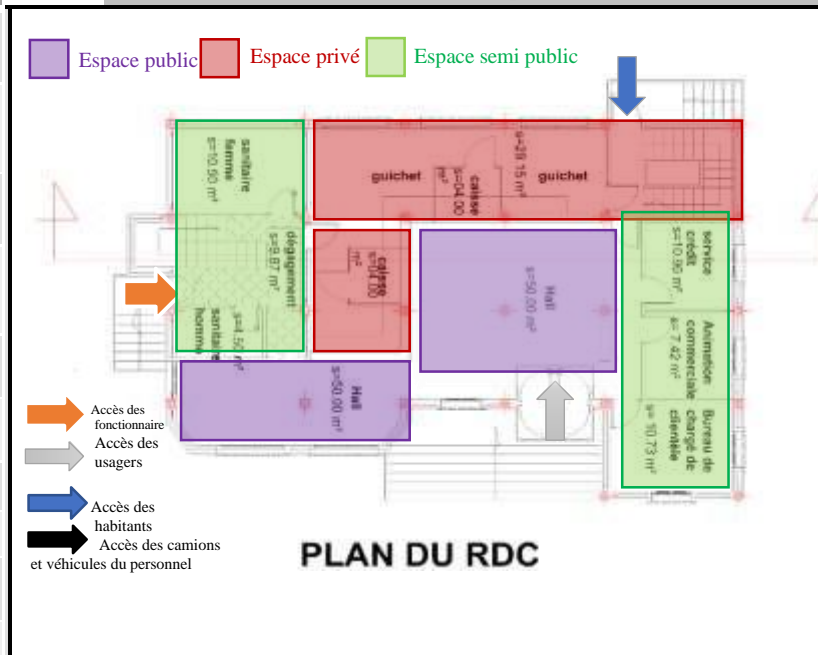 Espace public
Espace privé
Espace semi public
sanitaire
femme
s=10.50 m²
dégagement
s=9.87 m²
sanitaire
homme
s=4.50 m²
guichet
caisse
s=04.00
m²
guichet
s=29.15 m²
caisse
s=04.00
m²
Hall
s=50.00 m²
Hall
s=50.00 m²
service
crédit
s=10.90 m²
Animation
commerciale
s= 7.42 m²
Bureau de
chargé de
clientèle
s= 10.73 m²
Accès des
fonctionnaire
Accès des
usagers
Accès des
habitants
Accès des camions
et véhicules du personnel
PLAN DU RDC